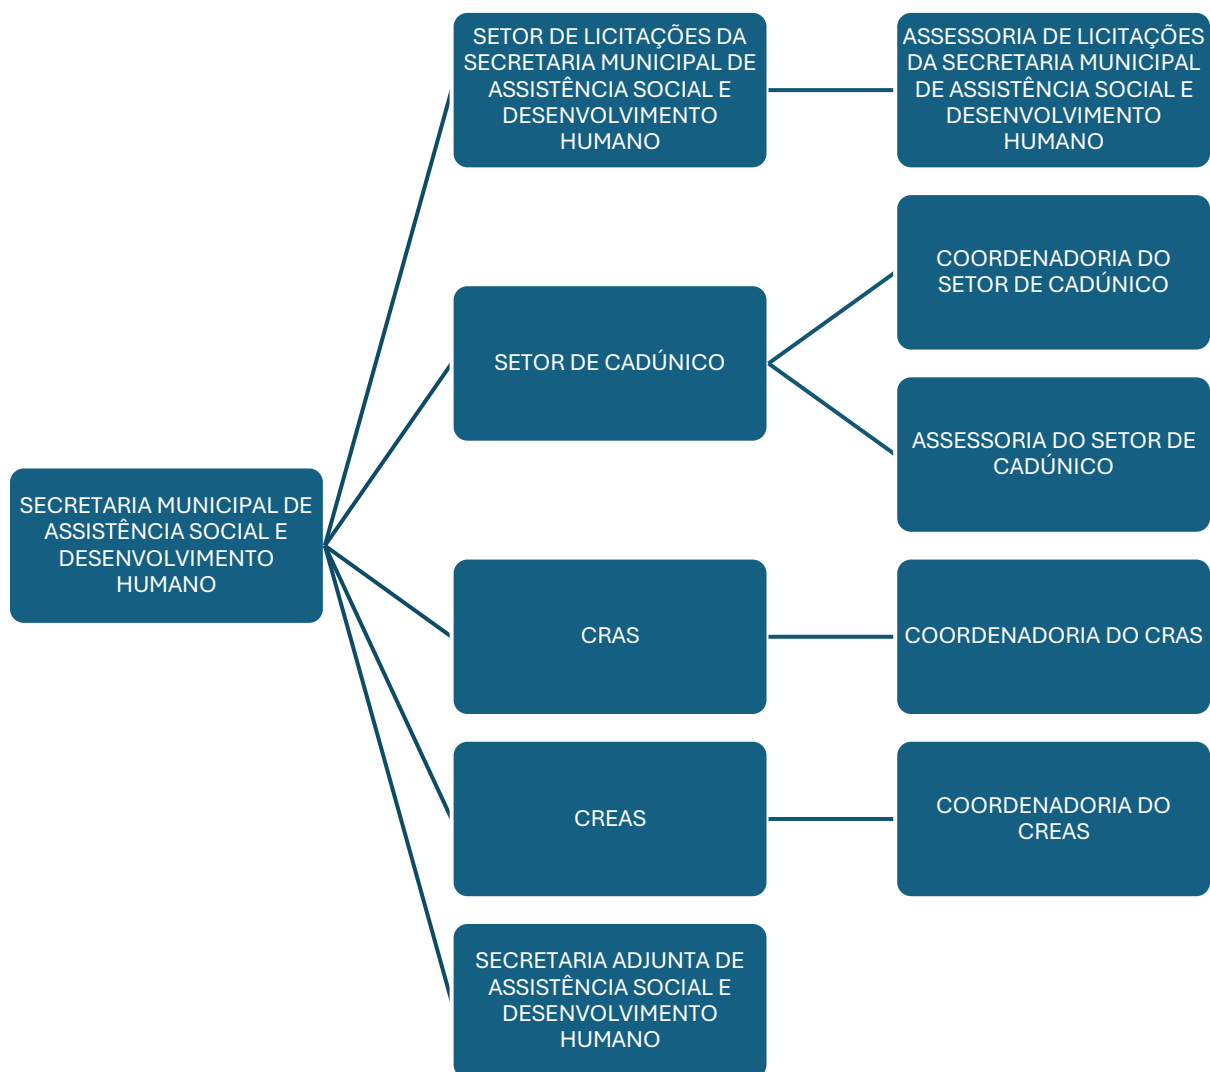 SETOR DE LICITAÇÕES DA
SECRETARIA MUNICIPAL DE
ASSISTÊNCIA SOCIAL E
DESENVOLVIMENTO
HUMANO
ASSESSORIA DE LICITAÇÕES
DA SECRETARIA MUNICIPAL
DE ASSISTÊNCIA SOCIAL E
DESENVOLVIMENTO
HUMANO
COORDENADORIA DO
SETOR DE CADÚNICO
SETOR DE CADÚNICO
ASSESSORIA DO SETOR DE
CADÚNICO
SECRETARIA MUNICIPAL DE
ASSISTÊNCIA SOCIAL E
DESENVOLVIMENTO
HUMANO
CRAS
COORDENADORIA DO CRAS
CREAS
COORDENADORIA DO
CREAS
SECRETARIA ADJUNTA DE
ASSISTÊNCIA SOCIAL E
DESENVOLVIMENTO
HUMANO